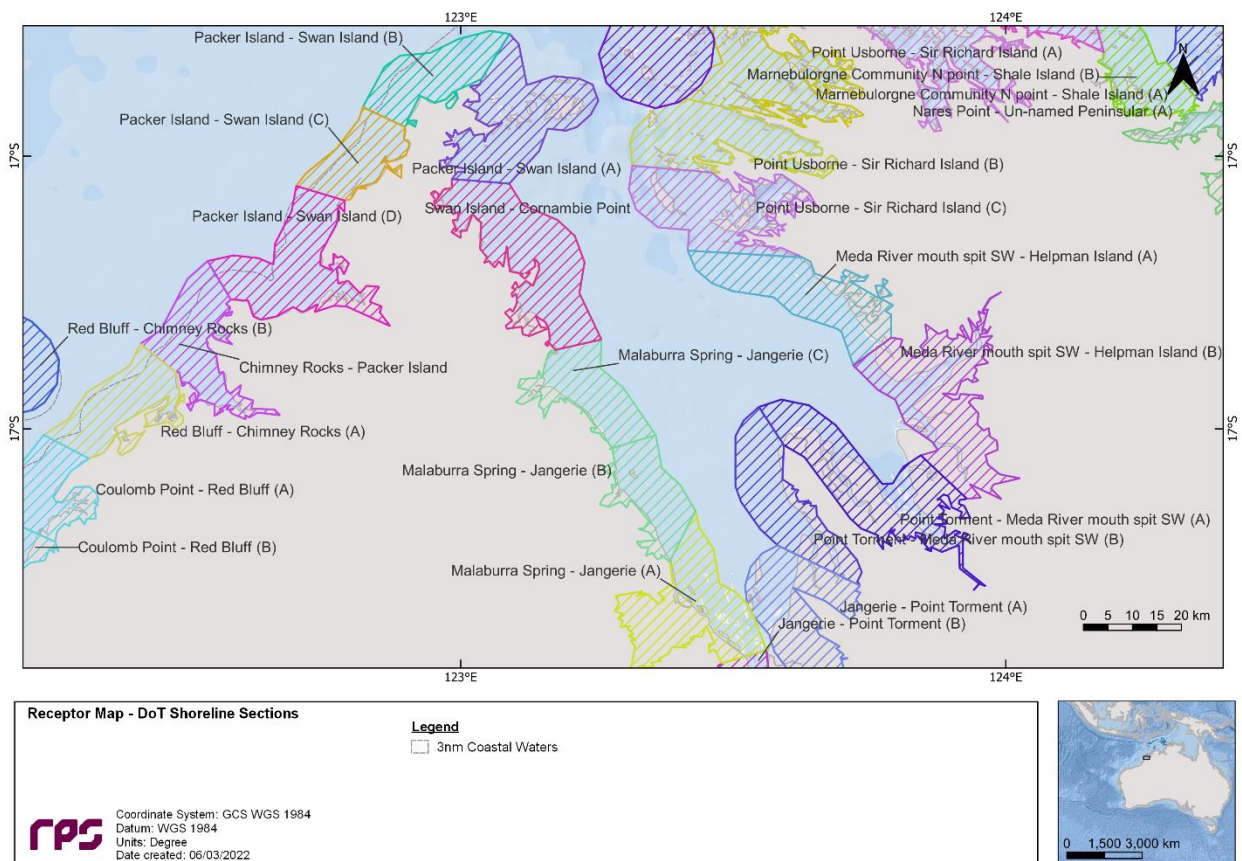 123°E
124°E
Packer Island - Swan Island (B)
Point Usborne - Sir Richard Island (A)
N
Marnebulorgne Community N point - Shale Island (B)
Marnebulorgne Community N point - Shale Island (A)
Nares Point - Un-named Peninsular (A)
Packer Island - Swan Island (C)
17°S
17°S
Packer Island - Swan Island (A)
Point Usborne - Sir Richard Island (B)
Swan Island - Cornambie Point
Point Usborne - Sir Richard Island (C)
Packer Island - Swan Island (D)
Meda River mouth spit SW - Helpman Island (A)
Red Bluff - Chimney Rocks (B)
Malaburra Spring - Jangerie (C)
Meda River mouth spit SW - Helpman Island (B)
Chimney Rocks - Packer Island
17°S
17°S
Red Bluff - Chimney Rocks (A)
Malaburra Spring - Jangerie (B)
Coulomb Point - Red Bluff (A)
Point Torment - Meda River mouth spit SW (A)
Point Torment - Meda River mouth spit SW (B)
Coulomb Point - Red Bluff (B)
Malaburra Spring - Jangerie (A)
Jangerie - Point Torment (A)
Jangerie - Point Torment (B)
0 5 10 15 20 km
123°E
124°E
Receptor Map - DoT Shoreline Sections
Legend
3nm Coastal Waters
rps
Coordinate System: GCS WGS 1984
Datum: WGS 1984
Units: Degree
Date created: 06/03/2022
0 1,500 3,000 km